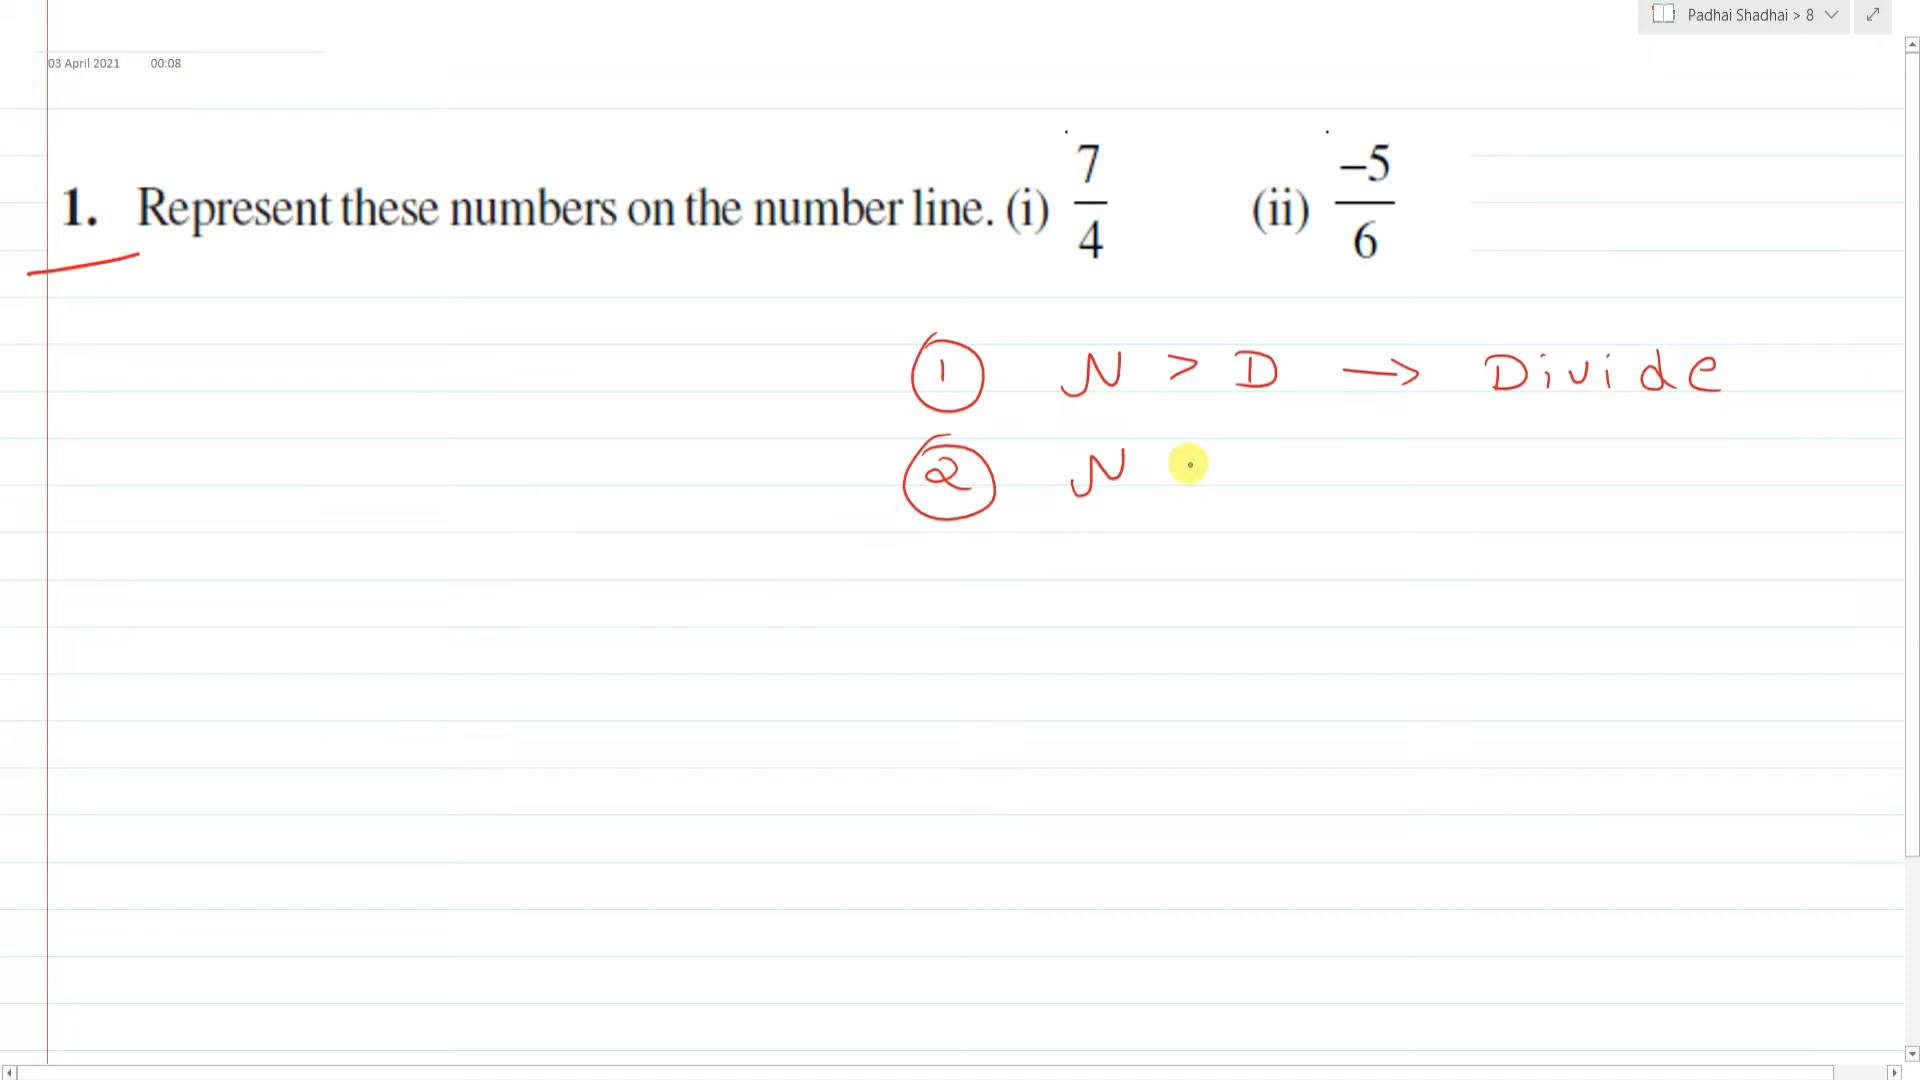 Padhai Shadhai > 8
03 April 2021 00:08
1. Represent these numbers on the number line. (i) 7/4 (ii) –5/6
1 N > D → Divide
2 N